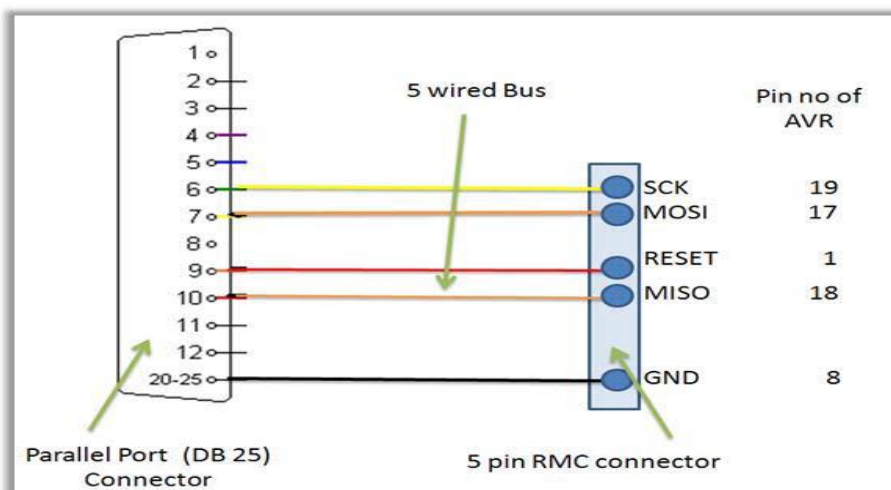 1
2
3
4
5
6
7
8
9
10
11
12
20-25
5 wired Bus
Pin no of
AVR
SCK 19
MOSI 17
RESET 1
MISO 18
GND 8
Parallel Port (DB 25)
Connector
5 pin RMC connector